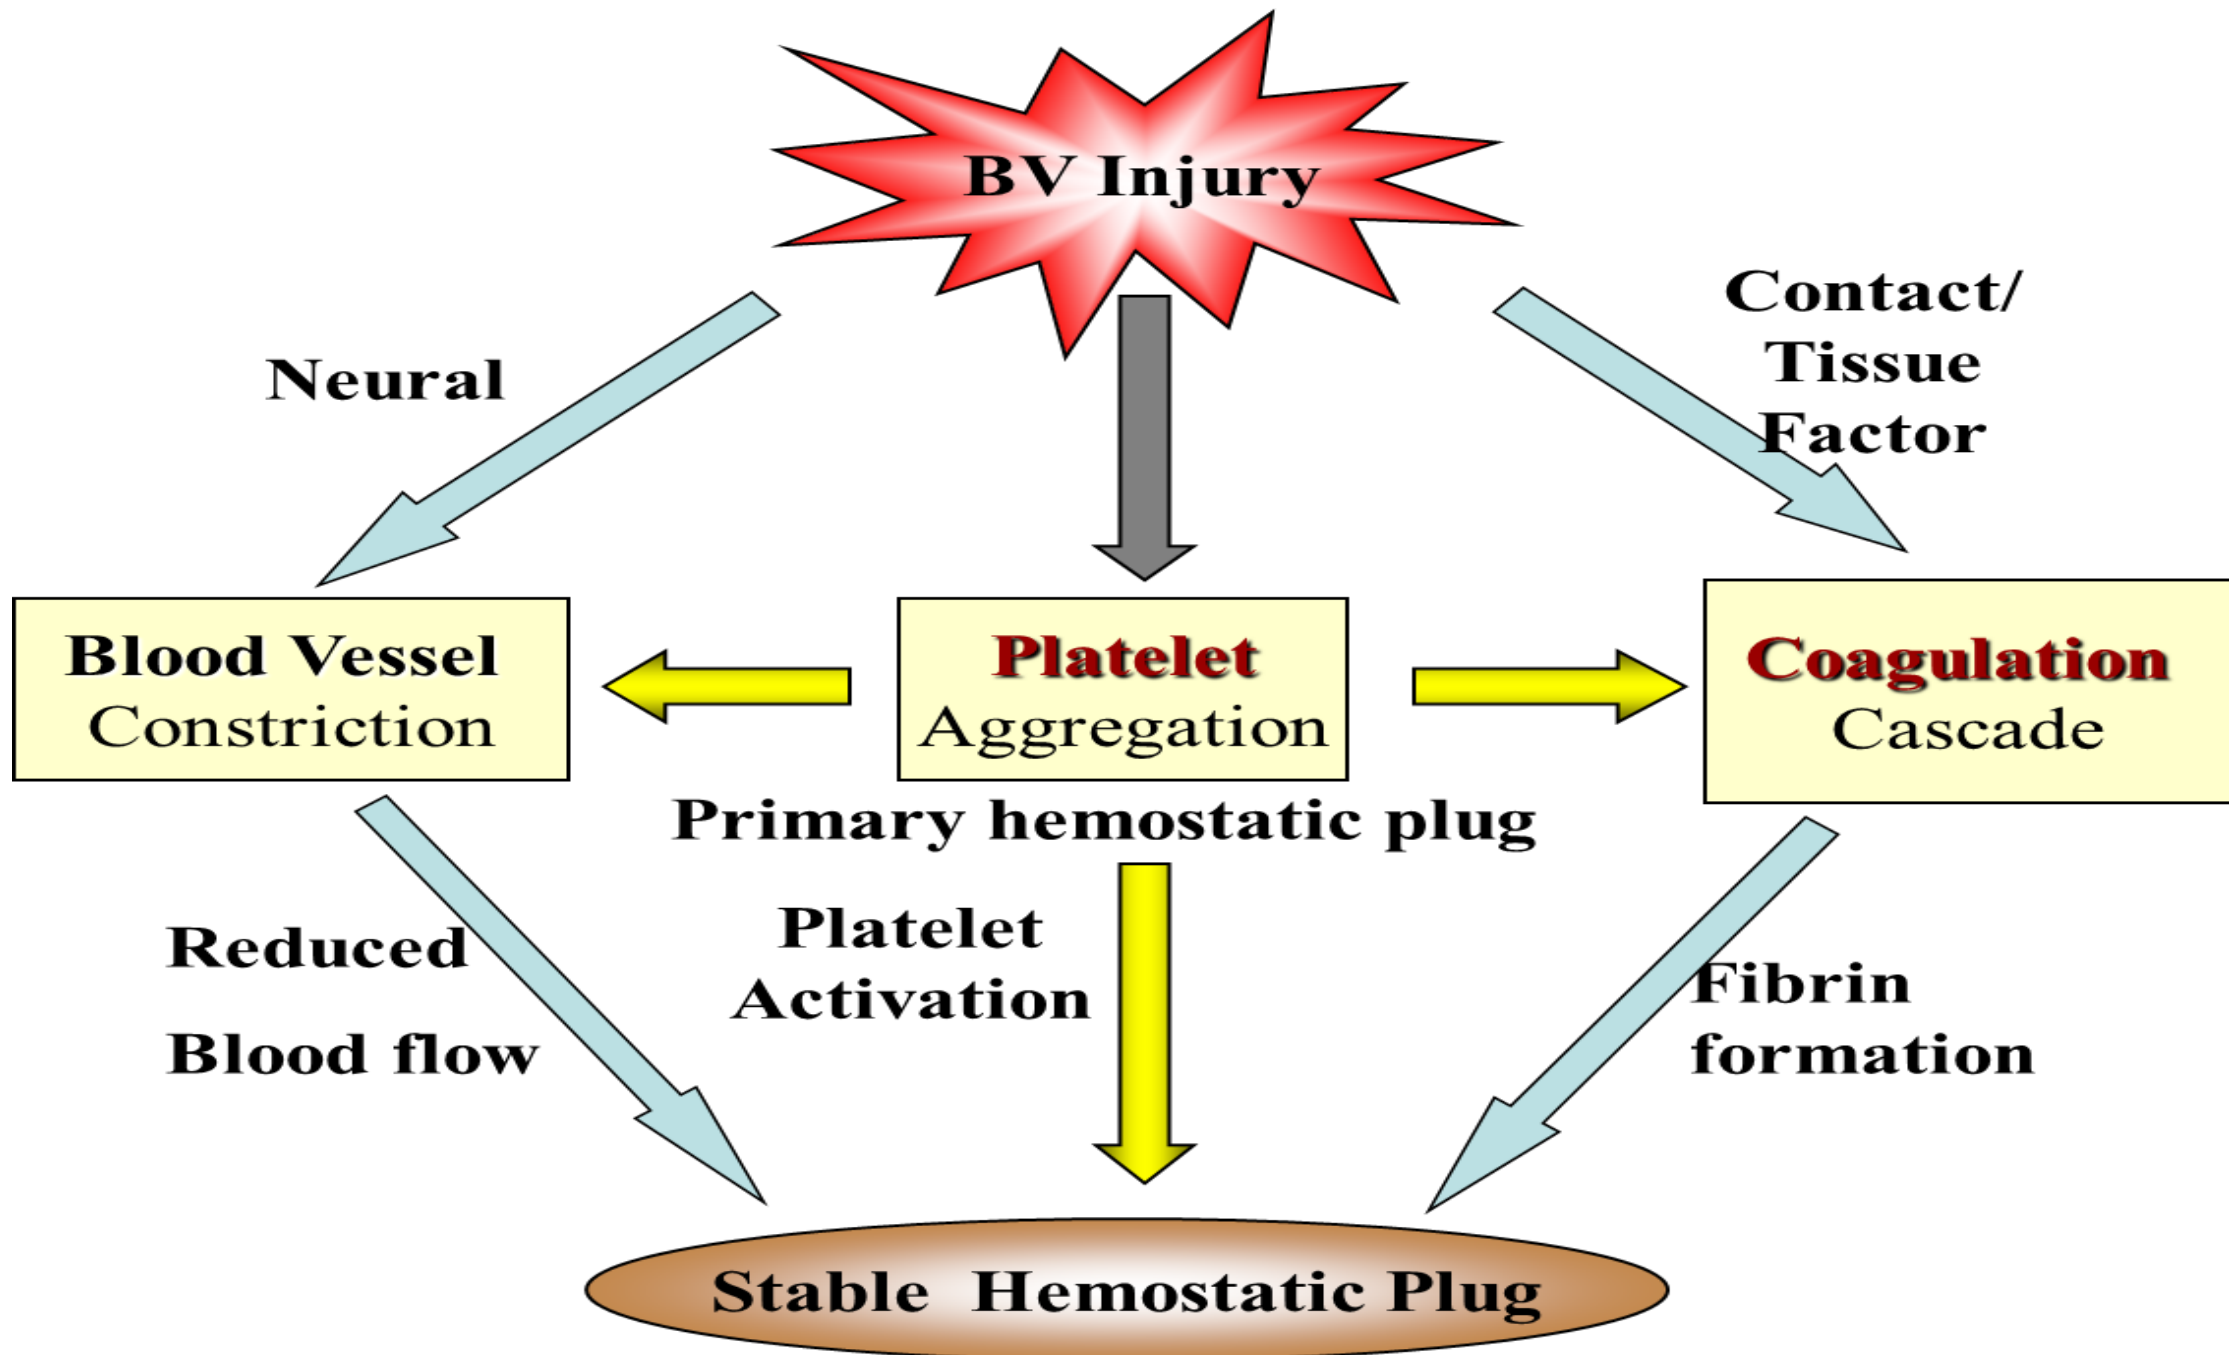 BV Injury
Neural
Contact/
Tissue
Factor
Blood Vessel
Constriction
Platelet
Aggregation
Coagulation
Cascade
Primary hemostatic plug
Reduced
Blood flow
Platelet
Activation
Fibrin
formation
Stable Hemostatic Plug